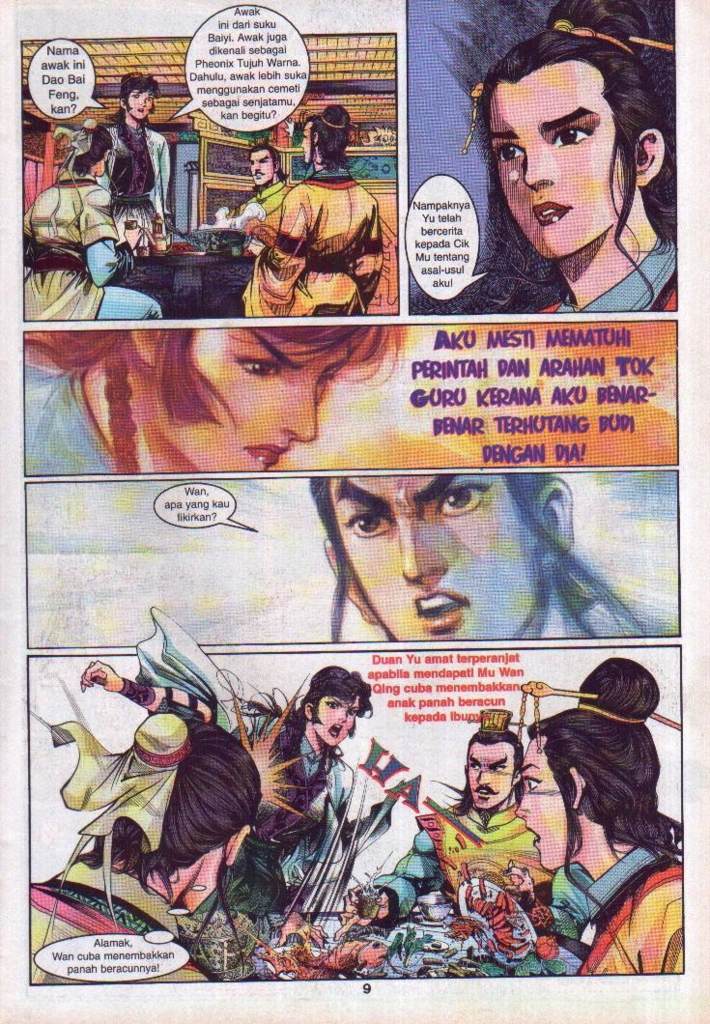 Nama
awak ini
Dao Bai
Feng,
kan?
Awak
ini dari suku
Baiyi. Awak juga
dikenali sebagai
Pheonix Tujuh Warna.
Dahulu, awak lebih suka
menggunakan cemeti
sebagai senjatamu,
kan begitu?
Nampaknya
Yu telah
bercerita
kepada Cik
Mu tentang
asal-usul
aku!
AKU MESTI MEMATUHI
PERINTAH DAN ARAHAN TOK
GURU KERANA AKU BENAR-
BENAR TERHUTANG BUDI
DENGAN DIA!
Wan,
apa yang kau
fikirkan?
Duan Yu amat terperanjat
apabila mendapati Mu Wan
Qing cuba menembakkan
anak panah beracun
kepada ibunya.
HA
Alamak,
Wan cuba menembakkan
panah beracunnya!
9